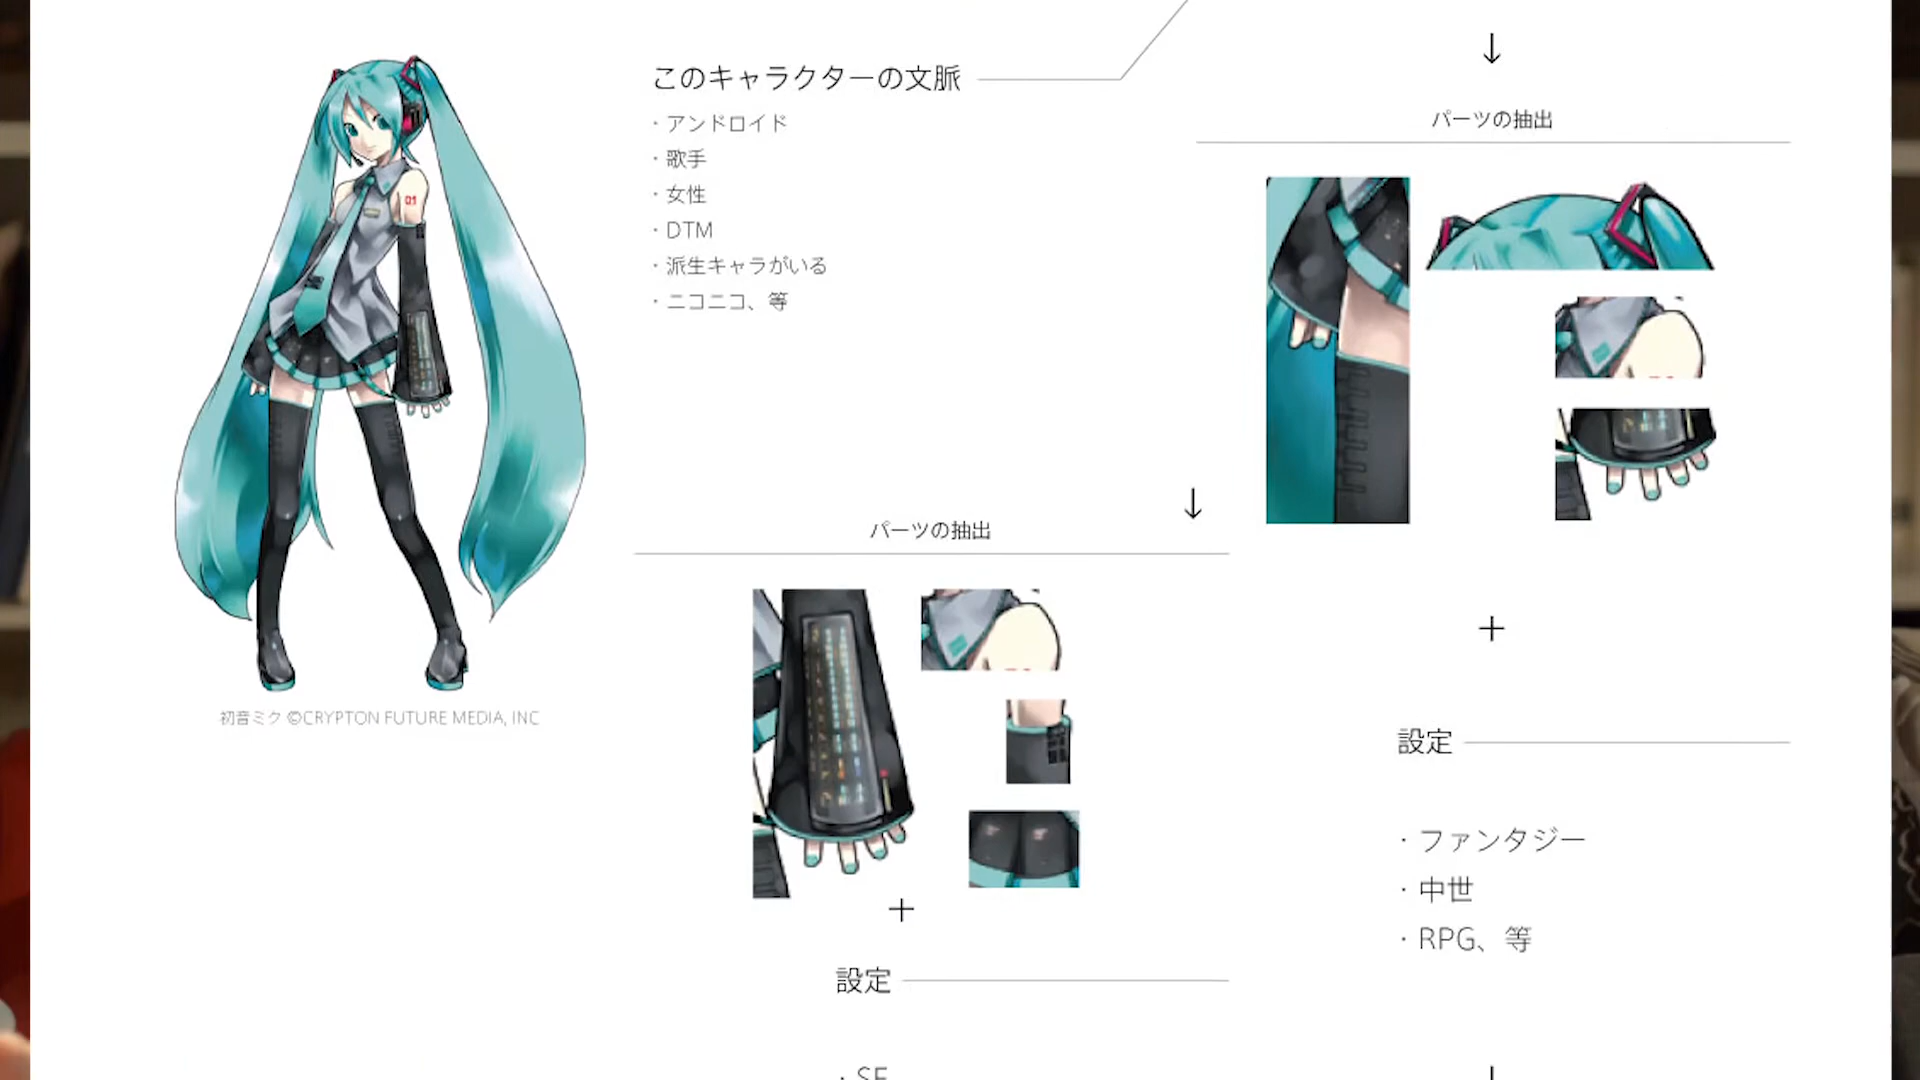 このキャラクターの文脈
・アンドロイド
・歌手
・女性
・DTM
・派生キャラがいる
・ニコニコ、等
01
初音ミク ©CRYPTON FUTURE MEDIA, INC
パーツの抽出
設定
・SF
パーツの抽出
設定
・ファンタジー
・中世
・RPG、等